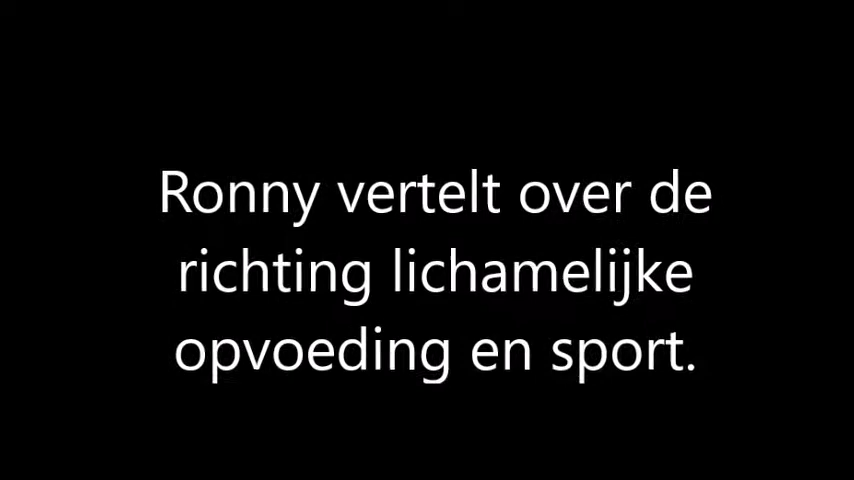 Ronny vertelt over de
richting lichamelijke
opvoeding en sport.